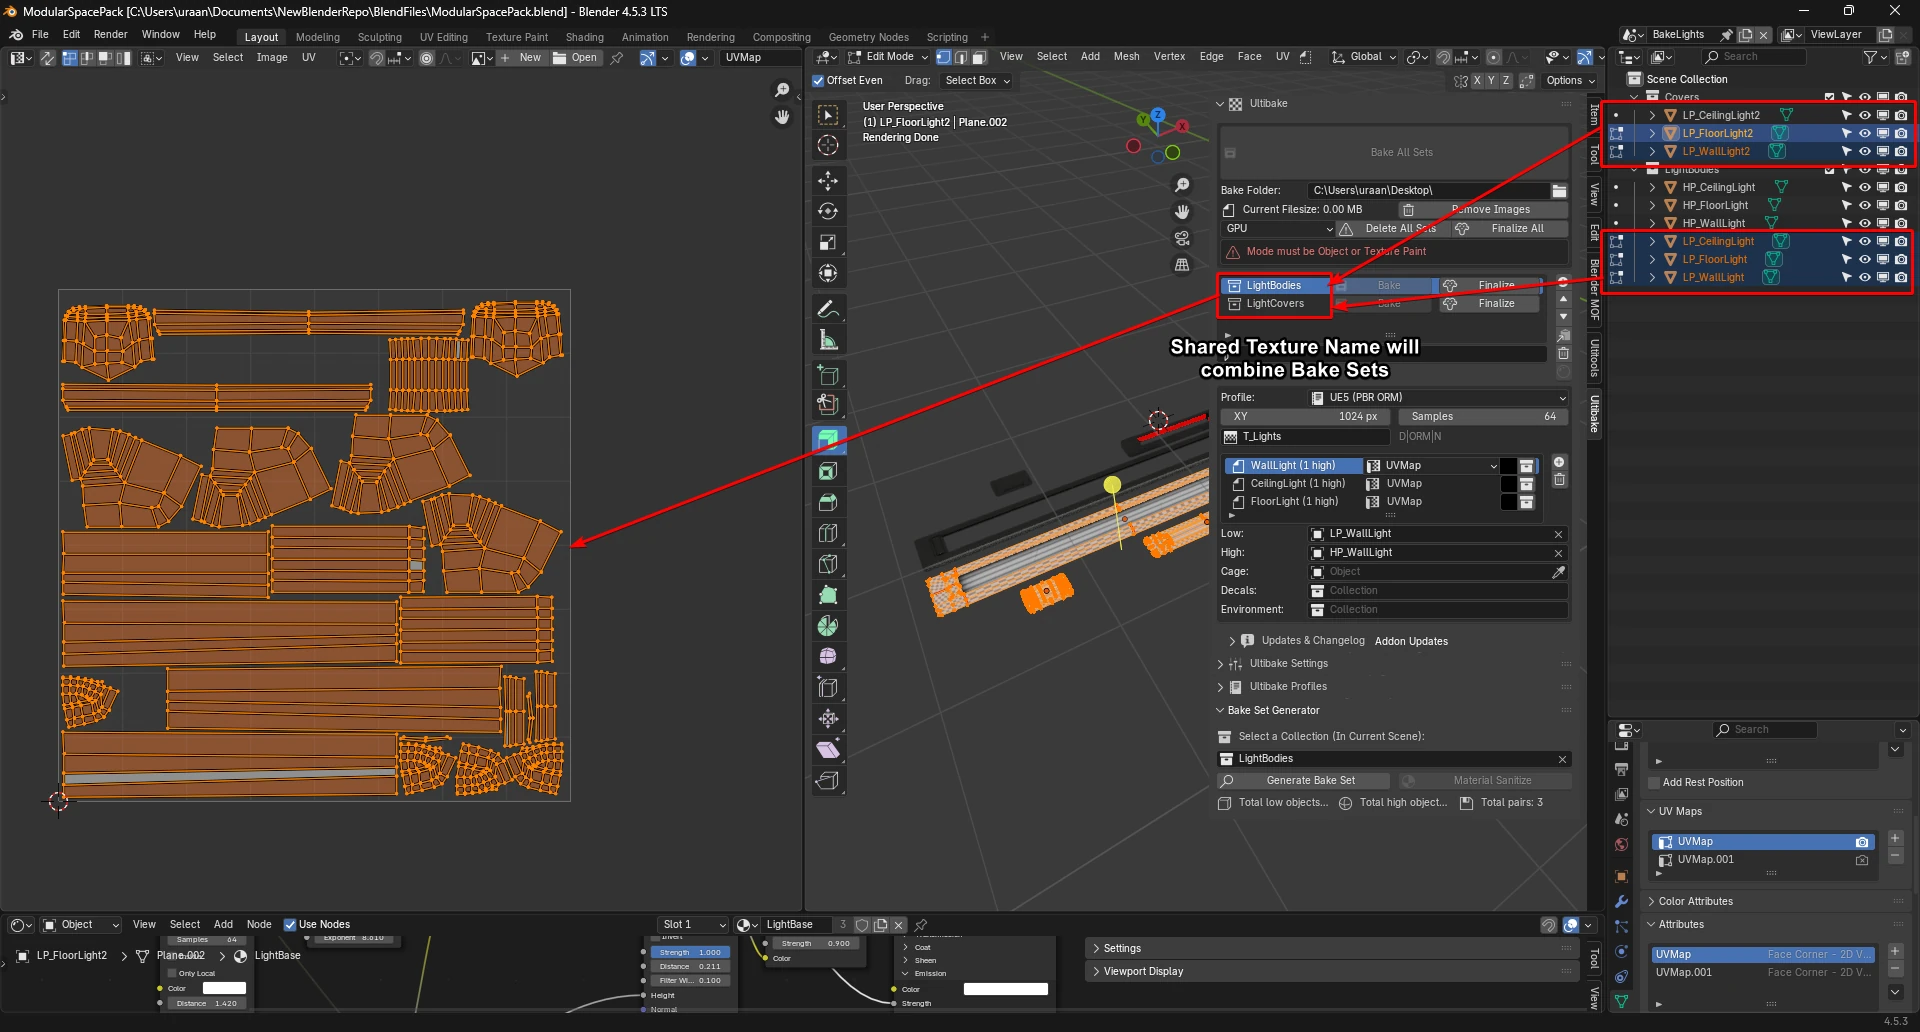 ModularSpacePack [C:\Users\uraan\Documents\NewBlenderRepo\BlendFiles\ModularSpacePack.blend] - Blender 4.5.3 LTS
File Edit Render Window Help Layout Modeling Sculpting UV Editing Texture Paint Shading Animation Rendering Compositing Geometry Nodes Scripting + BakeLights ViewLayer
View Select Image UV New Open UVMap Edit Mode View Select Add Mesh Vertex Edge Face UV Global Search
Offset Even Drag: Select Box X Y Z Options
Scene Collection
Covers
LP_CeilingLight2
LP_FloorLight2
LP_WallLight2
LightBodies
HP_CeilingLight
HP_FloorLight
HP_WallLight
LP_CeilingLight
LP_FloorLight
LP_WallLight
User Perspective
(1) LP_FloorLight2 | Plane.002
Rendering Done
Z
Y
X
Item
Tool
View
Edit
Blender MOF
Ultitools
Ultibake
Ultibake
Bake All Sets
Bake Folder: C:\Users\uraan\Desktop\
Current Filesize: 0.00 MB Remove Images
GPU Delete All Sets Finalize All
Mode must be Object or Texture Paint
LightBodies Bake Finalize
LightCovers Bake Finalize
Shared Texture Name will
combine Bake Sets
Profile: UE5 (PBR ORM)
XY 1024 px Samples 64
T_Lights D|ORM|N
WallLight (1 high) UVMap
CeilingLight (1 high) UVMap
FloorLight (1 high) UVMap
Low: LP_WallLight
High: HP_WallLight
Cage: Object
Decals: Collection
Environment: Collection
Updates & Changelog Addon Updates
Ultibake Settings
Ultibake Profiles
Bake Set Generator
Select a Collection (In Current Scene):
LightBodies
Generate Bake Set Material Sanitize
Total low objects... Total high object... Total pairs: 3
Search
Add Rest Position
UV Maps
UVMap
UVMap.001
Color Attributes
Attributes
UVMap Face Corner - 2D V...
UVMap.001 Face Corner - 2D V...
Object View Select Add Node Use Nodes Slot 1 LightBase 3
LP_FloorLight2 Plane.002 LightBase
Samples 64
Only Local
Color
Distance 1.420
Exponent 8.610
Invert
Strength 1.000
Distance 0.211
Filter Wi... 0.100
Height
Normal
Strength 0.900
Color
Transmission
Coat
Sheen
Emission
Color
Strength
Settings
Viewport Display
Tool
View
4.5.3